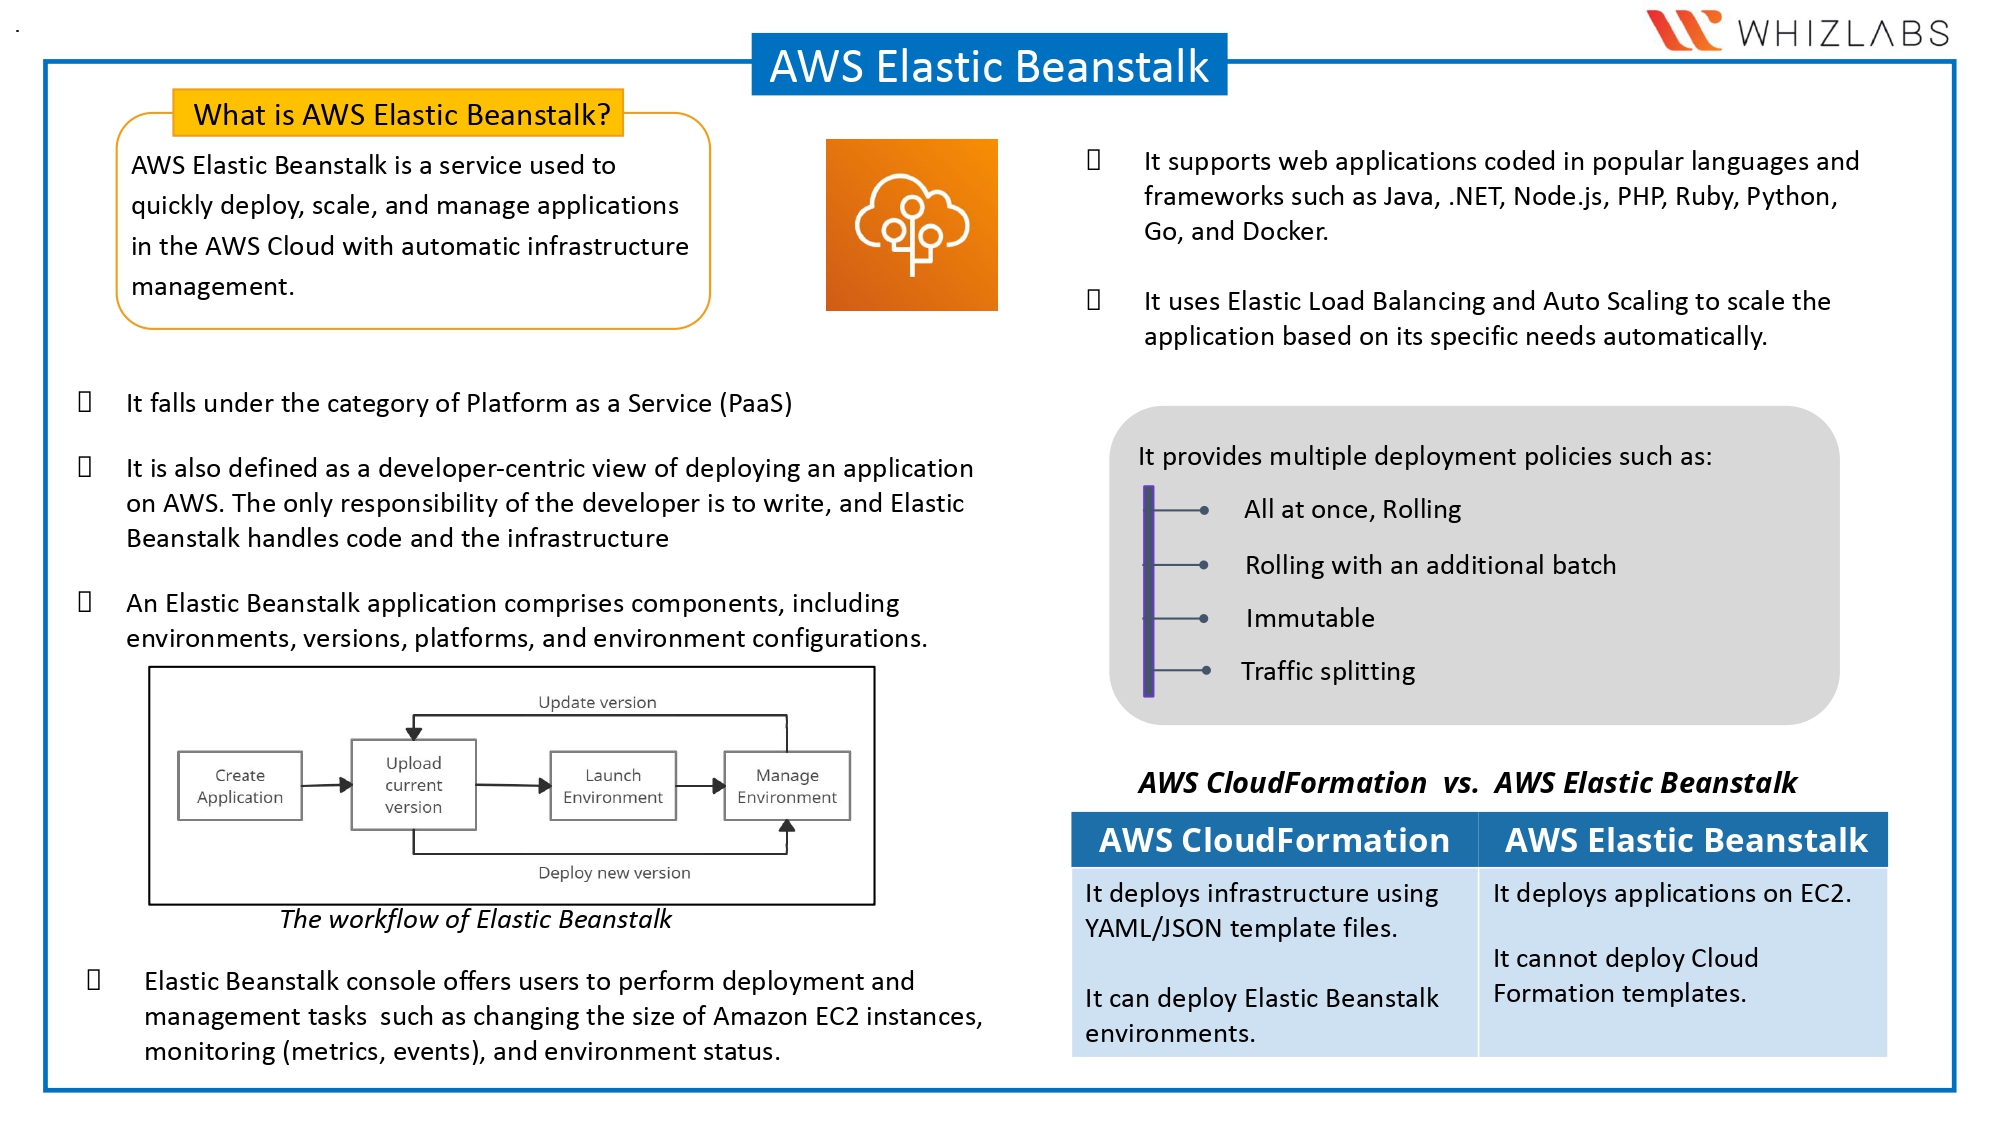 WHIZLABS
AWS Elastic Beanstalk
What is AWS Elastic Beanstalk?
AWS Elastic Beanstalk is a service used to
quickly deploy, scale, and manage applications
in the AWS Cloud with automatic infrastructure
management.
It falls under the category of Platform as a Service (PaaS)
It is also defined as a developer-centric view of deploying an application
on AWS. The only responsibility of the developer is to write, and Elastic
Beanstalk handles code and the infrastructure
An Elastic Beanstalk application comprises components, including
environments, versions, platforms, and environment configurations.
Update version
Create
Application
Upload
current
version
Launch
Environment
Manage
Environment
Deploy new version
The workflow of Elastic Beanstalk
Elastic Beanstalk console offers users to perform deployment and
management tasks such as changing the size of Amazon EC2 instances,
monitoring (metrics, events), and environment status.
It supports web applications coded in popular languages and
frameworks such as Java, .NET, Node.js, PHP, Ruby, Python,
Go, and Docker.
It uses Elastic Load Balancing and Auto Scaling to scale the
application based on its specific needs automatically.
It provides multiple deployment policies such as:
All at once, Rolling
Rolling with an additional batch
Immutable
Traffic splitting
AWS CloudFormation vs. AWS Elastic Beanstalk
AWS CloudFormation
AWS Elastic Beanstalk
It deploys infrastructure using
YAML/JSON template files.
It can deploy Elastic Beanstalk
environments.
It deploys applications on EC2.
It cannot deploy Cloud
Formation templates.